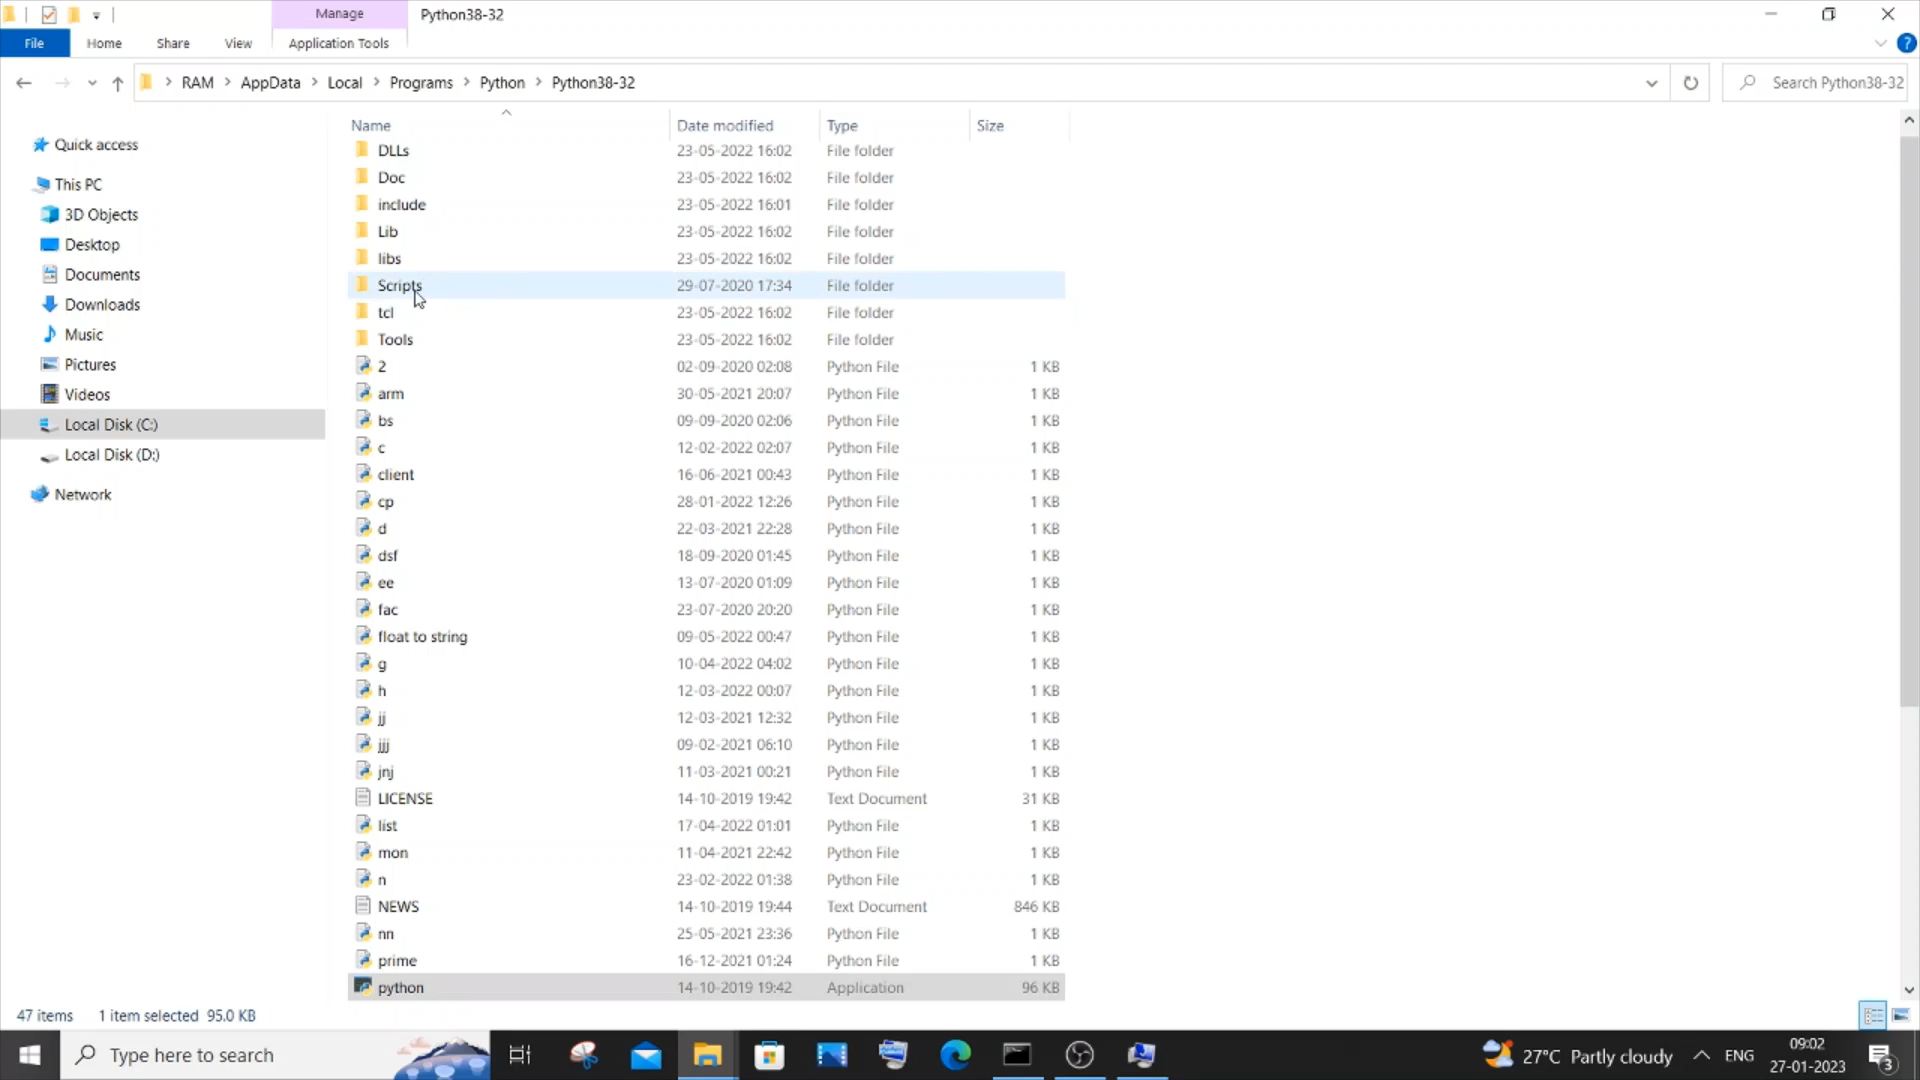 Manage
Python38-32
File
Home
Share
View
Application Tools
?
RAM
AppData
Local
Programs
Python
Python38-32
Search Python38-32
Name
Date modified
Type
Size
Quick access
This PC
3D Objects
Desktop
Documents
Downloads
Music
Pictures
Videos
Local Disk (C:)
Local Disk (D:)
Network
DLLs 23-05-2022 16:02 File folder
Doc 23-05-2022 16:02 File folder
include 23-05-2022 16:01 File folder
Lib 23-05-2022 16:02 File folder
libs 23-05-2022 16:02 File folder
Scripts 29-07-2020 17:34 File folder
tcl 23-05-2022 16:02 File folder
Tools 23-05-2022 16:02 File folder
2 02-09-2020 02:08 Python File 1 KB
arm 30-05-2021 20:07 Python File 1 KB
bs 09-09-2020 02:06 Python File 1 KB
c 12-02-2022 02:07 Python File 1 KB
client 16-06-2021 00:43 Python File 1 KB
cp 28-01-2022 12:26 Python File 1 KB
d 22-03-2021 22:28 Python File 1 KB
dsf 18-09-2020 01:45 Python File 1 KB
ee 13-07-2020 01:09 Python File 1 KB
fac 23-07-2020 20:20 Python File 1 KB
float to string 09-05-2022 00:47 Python File 1 KB
g 10-04-2022 04:02 Python File 1 KB
h 12-03-2022 00:07 Python File 1 KB
jj 12-03-2021 12:32 Python File 1 KB
jjj 09-02-2021 06:10 Python File 1 KB
jnj 11-03-2021 00:21 Python File 1 KB
LICENSE 14-10-2019 19:42 Text Document 31 KB
list 17-04-2022 01:01 Python File 1 KB
mon 11-04-2021 22:42 Python File 1 KB
n 23-02-2022 01:38 Python File 1 KB
NEWS 14-10-2019 19:44 Text Document 846 KB
nn 25-05-2021 23:36 Python File 1 KB
prime 16-12-2021 01:24 Python File 1 KB
python 14-10-2019 19:42 Application 96 KB
47 items 1 item selected 95.0 KB
Type here to search
27°C Partly cloudy
ENG
09:02
27-01-2023
3